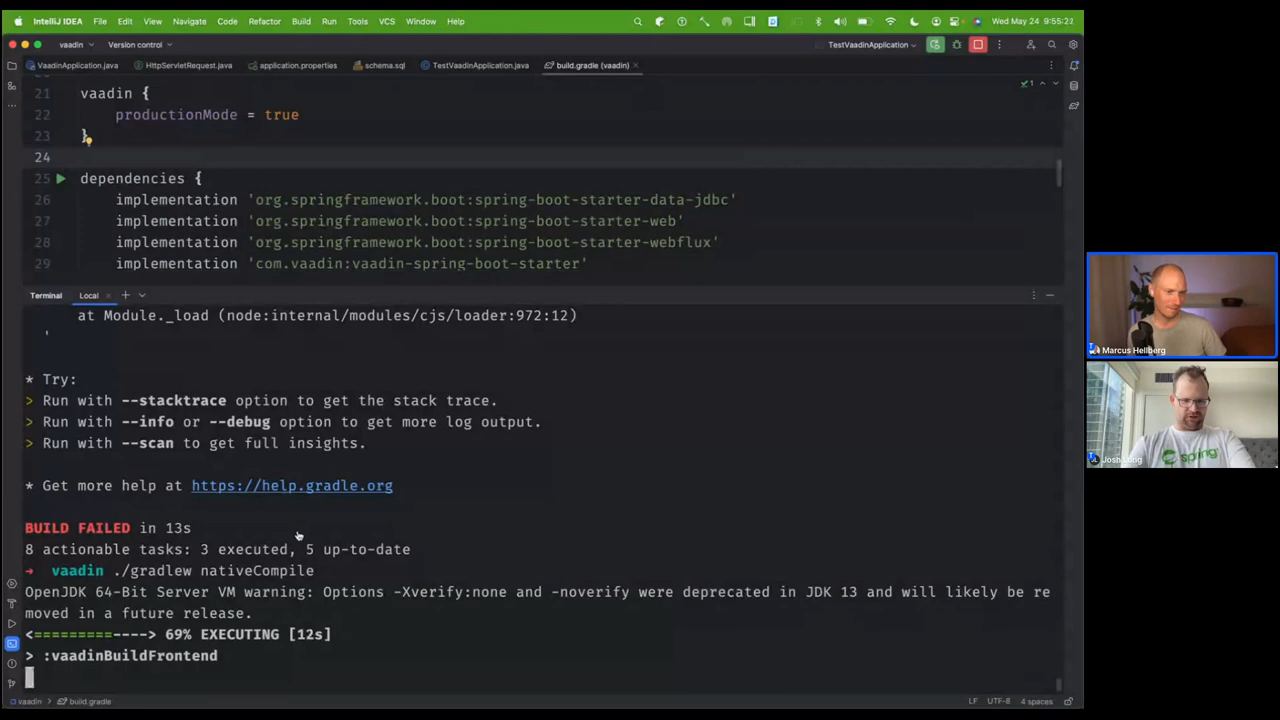 IntelliJ IDEA File Edit View Navigate Code Refactor Build Run Tools VCS Window Help Wed May 24 9:55:22
vaadin Version control TestVaadinApplication.java
VaadinApplication.java HttpServletRequest.java application.properties schema.sql TestVaadinApplication.java build.gradle (vaadin)
1
21 vaadin {
22 productionMode = true
23 }
24
25 dependencies {
26 implementation 'org.springframework.boot:spring-boot-starter-data-jdbc'
27 implementation 'org.springframework.boot:spring-boot-starter-web'
28 implementation 'org.springframework.boot:spring-boot-starter-webflux'
29 implementation 'com.vaadin:vaadin-spring-boot-starter'
Terminal Local
at Module._load (node:internal/modules/cjs/loader:972:12)
'
* Try:
> Run with --stacktrace option to get the stack trace.
> Run with --info or --debug option to get more log output.
> Run with --scan to get full insights.
* Get more help at https://help.gradle.org
BUILD FAILED in 13s
8 actionable tasks: 3 executed, 5 up-to-date
→ vaadin ./gradlew nativeCompile
OpenJDK 64-Bit Server VM warning: Options -Xverify:none and -noverify were deprecated in JDK 13 and will likely be re
moved in a future release.
<=========----> 69% EXECUTING [12s]
> :vaadinBuildFrontend
vaadin > build.gradle LF UTF-8 4 spaces
Marcus Hellberg
spring
Josh Long